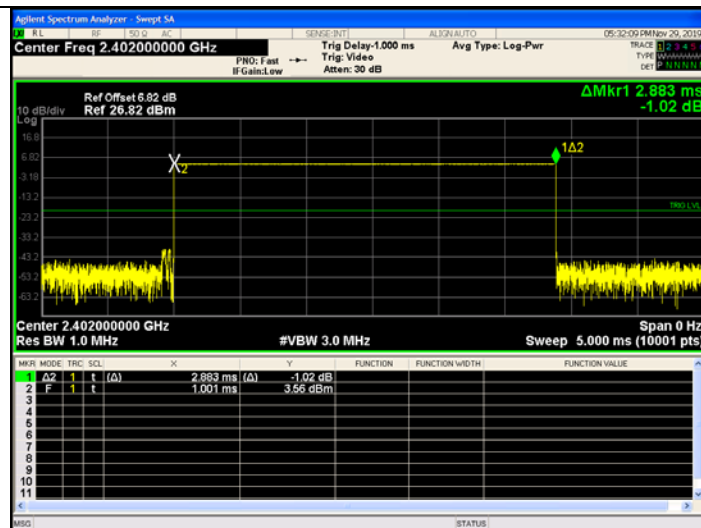 Agilent Spectrum Analyzer - Swept SA
RL RF 50 Ω AC SENSE:INT ALIGN AUTO 05:32:09 PM Nov 29, 2019
Center Freq 2.402000000 GHz Trig Delay-1.000 ms Avg Type: Log-Pwr TRACE 1 2 3 4 5
PNO: Fast Trig: Video TYPE
IFGain:Low Atten: 30 dB DET P N N N N
ΔMkr1 2.883 ms
-1.02 dB
Ref Offset 6.82 dB
10 dB/div Ref 26.82 dBm
Log
16.8
6.82
-3.18
-13.2
-23.2
-33.2
-43.2
-53.2
-63.2
X2
1Δ2
TRIG LVL
Center 2.402000000 GHz Span 0 Hz
Res BW 1.0 MHz #VBW 3.0 MHz Sweep 5.000 ms (10001 pts)
MKR MODE TRC SCL X Y FUNCTION FUNCTION WIDTH FUNCTION VALUE
1 Δ2 1 t (Δ) 2.883 ms (Δ) -1.02 dB
2 F 1 t 1.001 ms 3.56 dBm
3
4
5
6
7
8
9
10
11
MSG STATUS